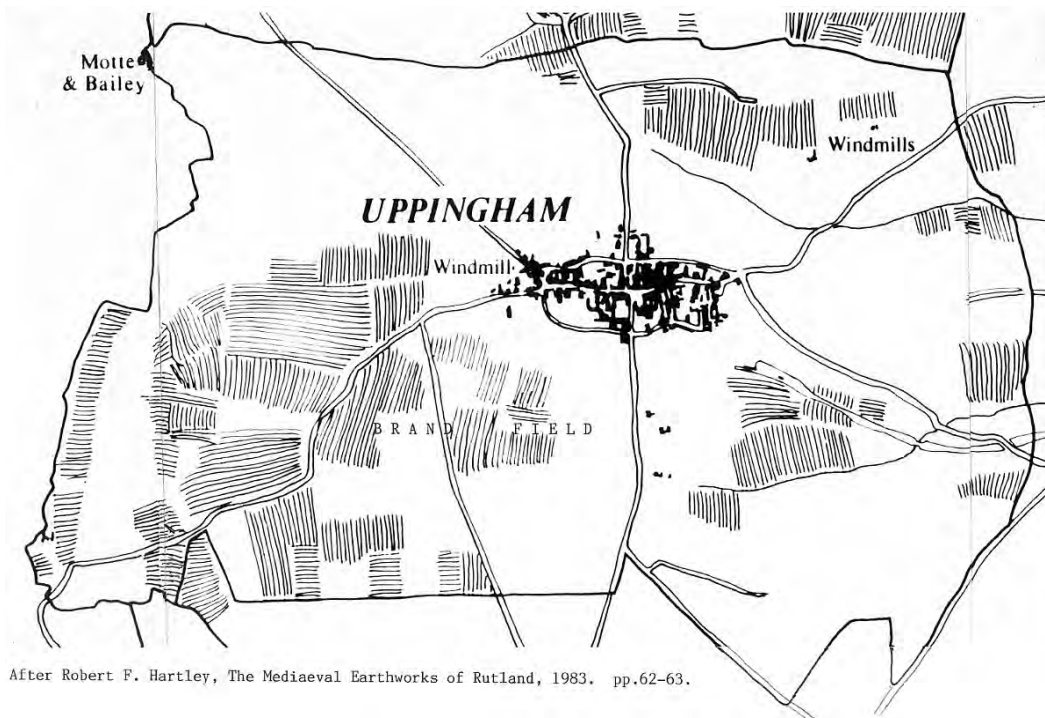 Motte
& Bailey
Windmills
UPPINGHAM
Windmill
BRAND FIELD
After Robert F. Hartley, The Mediaeval Earthworks of Rutland, 1983. pp.62-63.